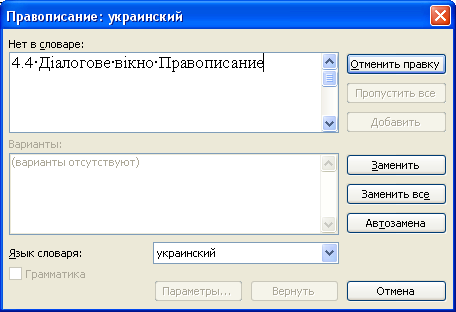 Правописание: украинский
Нет в словаре:
4.4·Діалогове·вікно·Правописание
Отменить правку
Пропустить все
Добавить
Варианты:
(варианты отсутствуют)
Заменить
Заменить все
Автозамена
Язык словаря:
украинский
Грамматика
Параметры...
Вернуть
Отмена